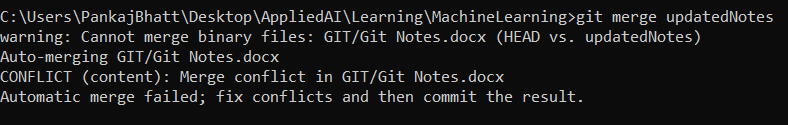 C:\Users\PankajBhatt\Desktop\AppliedAI\Learning\MachineLearning>git merge updatedNotes
warning: Cannot merge binary files: GIT/Git Notes.docx (HEAD vs. updatedNotes)
Auto-merging GIT/Git Notes.docx
CONFLICT (content): Merge conflict in GIT/Git Notes.docx
Automatic merge failed; fix conflicts and then commit the result.